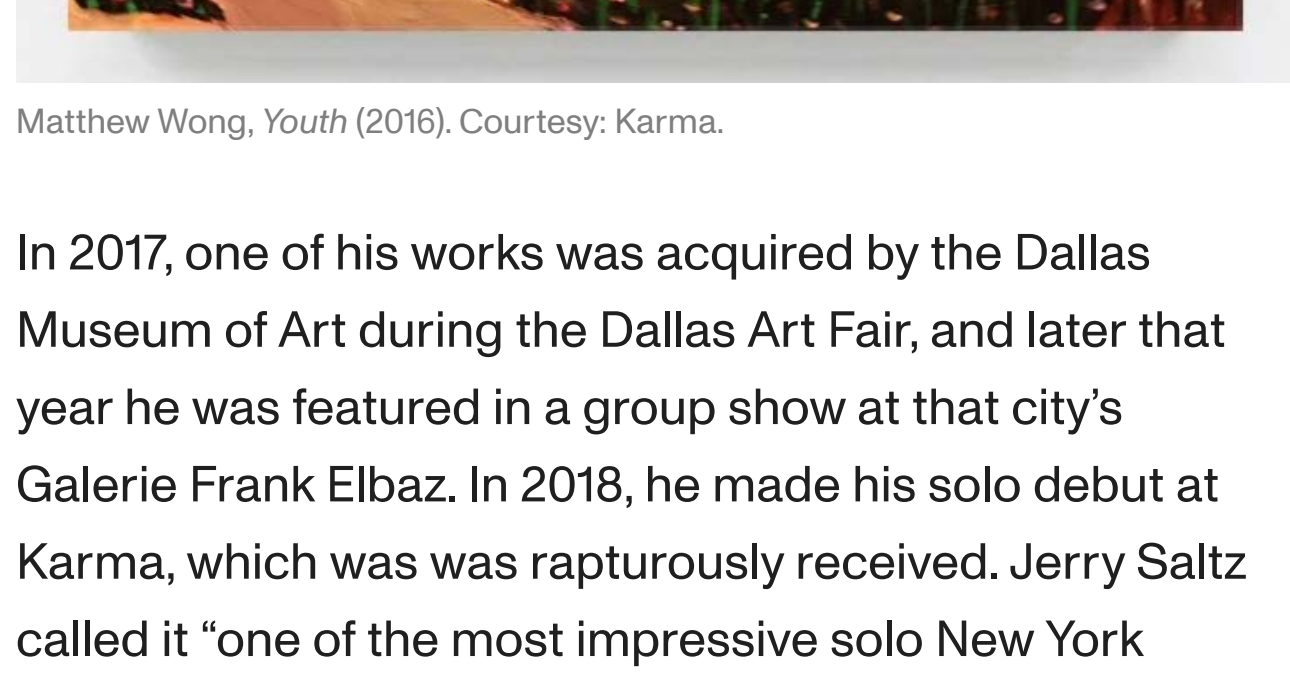 Matthew Wong, Youth (2016). Courtesy: Karma.
In 2017, one of his works was acquired by the Dallas
Museum of Art during the Dallas Art Fair, and later that
year he was featured in a group show at that city’s
Galerie Frank Elbaz. In 2018, he made his solo debut at
Karma, which was was rapturously received. Jerry Saltz
called it “one of the most impressive solo New York